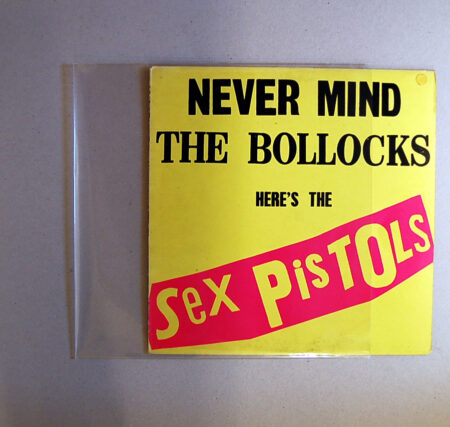 NEVER MIND
THE BOLLOCKS
HERE'S THE
Sex PiSTOLS